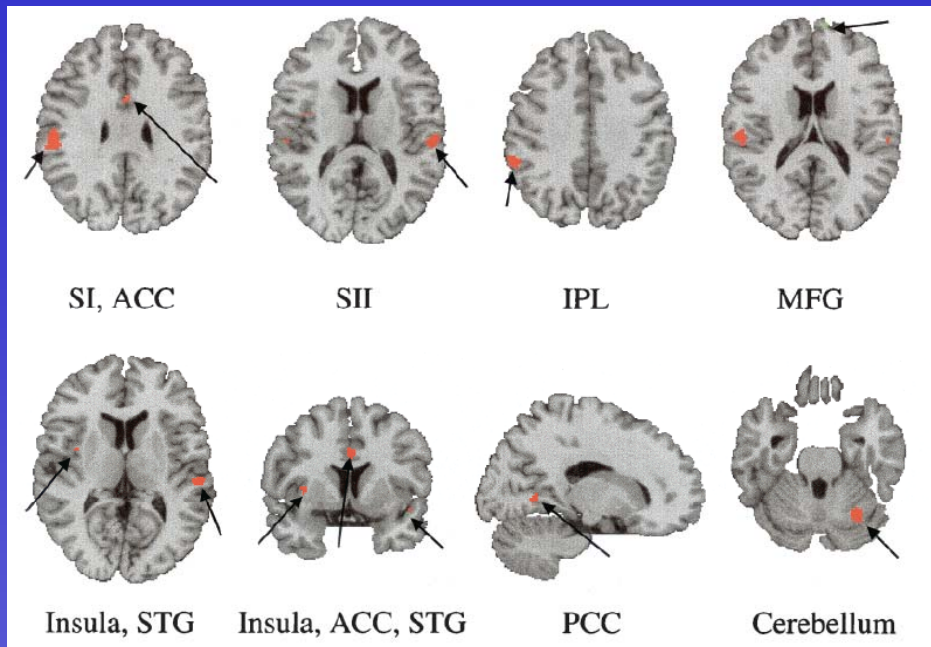 SI, ACC
SII
IPL
MFG
Insula, STG
Insula, ACC, STG
PCC
Cerebellum